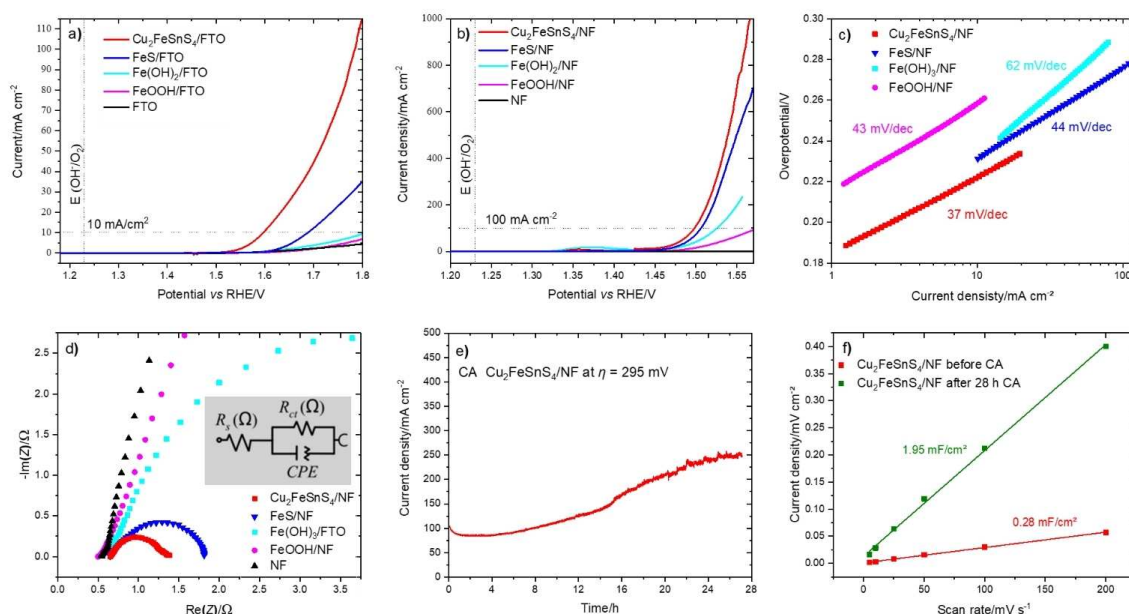 a)
Cu₂FeSnS₄/FTO
FeS/FTO
Fe(OH)₂/FTO
FeOOH/FTO
FTO
E (OH⁻/O₂)
10 mA/cm²
Current/mA cm⁻²
110
100
90
80
70
60
50
40
30
20
10
0
1.2
1.3
1.4
1.5
1.6
1.7
1.8
Potential vs RHE/V
b)
Cu₂FeSnS₄/NF
FeS/NF
Fe(OH)₂/NF
FeOOH/NF
NF
E (OH⁻/O₂)
100 mA cm⁻²
Current density/mA cm⁻²
1000
800
600
400
200
100
0
1.20
1.25
1.30
1.35
1.40
1.45
1.50
1.55
Potential vs RHE/V
c)
Cu₂FeSnS₄/NF
FeS/NF
Fe(OH)₃/NF
FeOOH/NF
62 mV/dec
43 mV/dec
44 mV/dec
37 mV/dec
Overpotential/V
0.30
0.28
0.26
0.24
0.22
0.20
0.18
1
10
100
Current densisty/mA cm⁻²
d)
Rₛ(Ω)
R_ct(Ω)
CPE
Cu₂FeSnS₄/NF
FeS/NF
Fe(OH)₃/FTO
FeOOH/NF
NF
-Im(Z)/Ω
-2.5
-2.0
-1.5
-1.0
0.5
0.0
0.0
0.5
1.0
1.5
2.0
2.5
3.0
3.5
Re(Z)/Ω
e)
CA Cu₂FeSnS₄/NF at η = 295 mV
Current density/mA cm⁻²
500
450
400
350
300
250
200
150
100
50
0
0
4
8
12
16
20
24
28
Time/h
f)
Cu₂FeSnS₄/NF before CA
Cu₂FeSnS₄/NF after 28 h CA
1.95 mF/cm²
0.28 mF/cm²
Current density/mV cm⁻²
0.40
0.35
0.30
0.25
0.20
0.15
0.10
0.05
0.00
0
50
100
150
200
Scan rate/mV s⁻¹